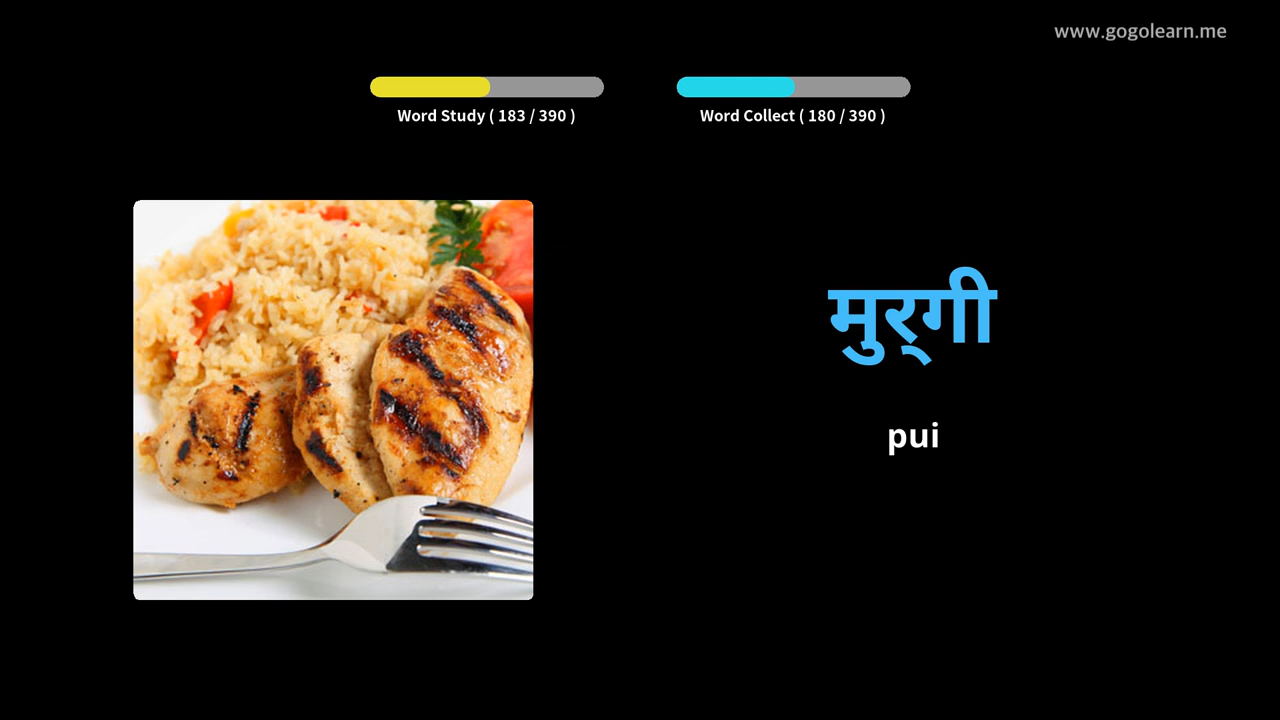 www.gogolearn.me
Word Study ( 183 / 390 )
Word Collect ( 180 / 390 )
मुर्‌गी
pui